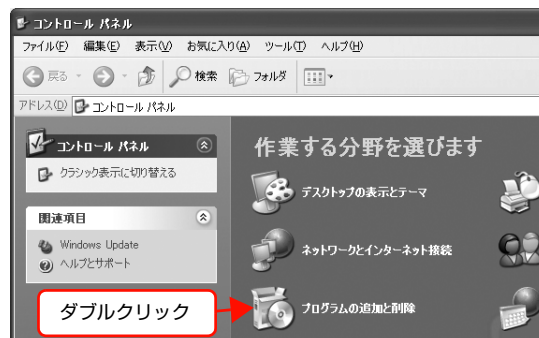 コントロール パネル
ファイル(F) 編集(E) 表示(V) お気に入り(A) ツール(T) ヘルプ(H)
戻る 検索 フォルダ
アドレス(D) コントロール パネル
コントロール パネル
クラシック表示に切り替える
関連項目
Windows Update
ヘルプとサポート
作業する分野を選びます
デスクトップの表示とテーマ
ネットワークとインターネット接続
ダブルクリック
プログラムの追加と削除